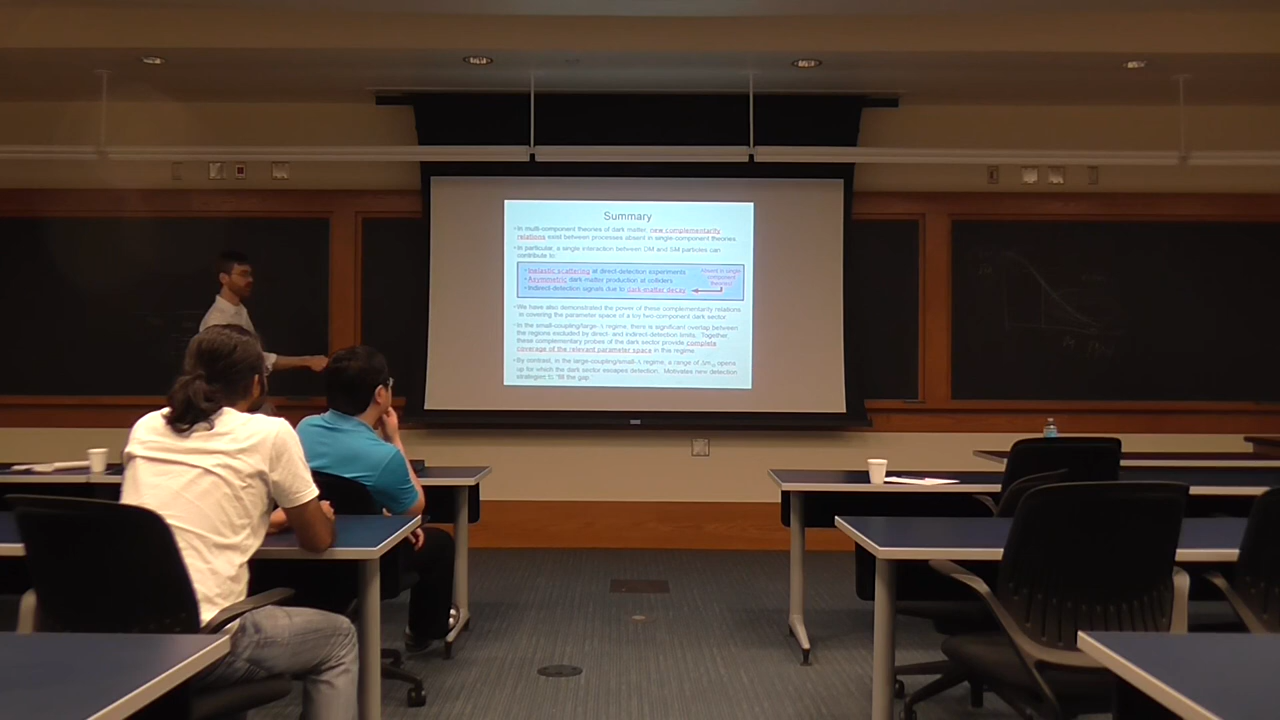 Summary
• In multi-component theories of dark matter, new complementarity
relations exist between processes absent in single-component theories.
• In particular, a single interaction between DM and SM particles can
contribute to:
• Inelastic scattering at direct-detection experiments
• Asymmetric dark-matter production at colliders
• Indirect-detection signals due to dark-matter decay
Absent in single
component
theories!
• We have also demonstrated the power of these complementarity relations
in covering the parameter space of a toy two-component dark sector.
• In the small-coupling/large-Λ regime, there is significant overlap between
the regions excluded by direct- and indirect-detection limits. Together,
these complementary probes of the dark sector provide complete
coverage of the relevant parameter space in this regime.
• By contrast, in the large-coupling/small-Λ regime, a range of Δm opens
up for which the dark sector escapes detection. Motivates new detection
strategies to "fill the gap."